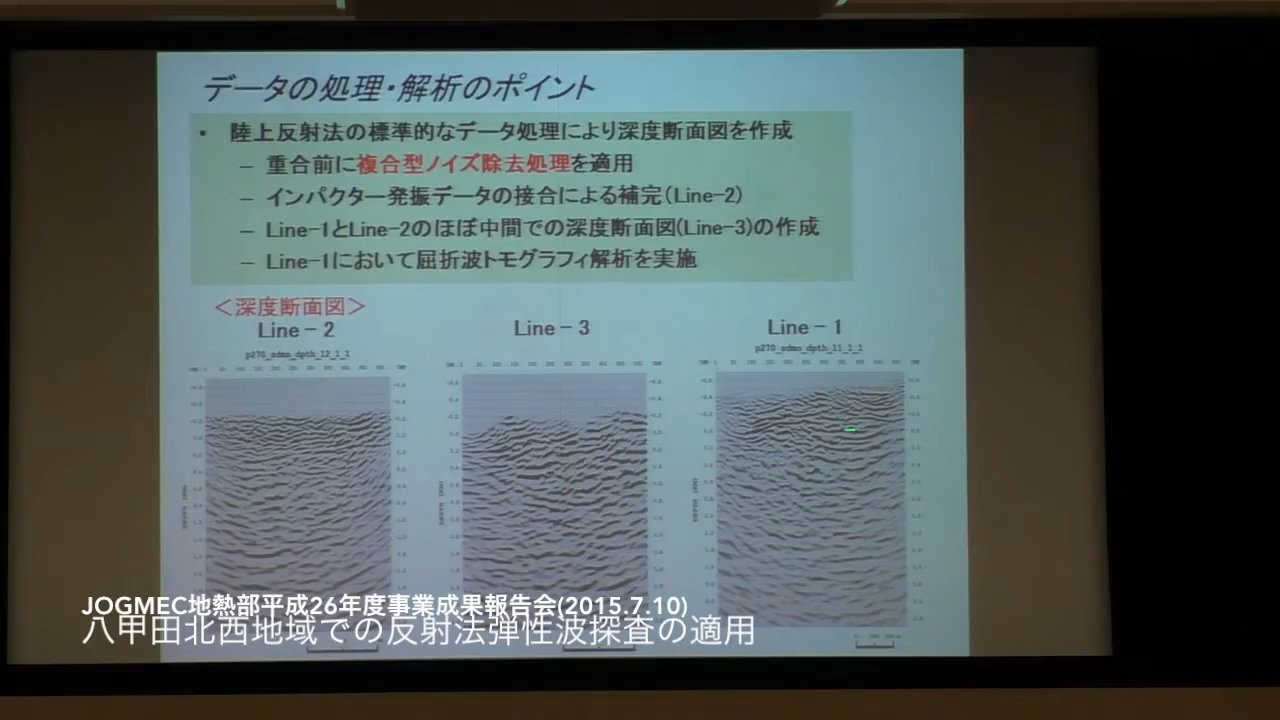 データの処理・解析のポイント
• 陸上反射法の標準的なデータ処理により深度断面図を作成
– 重合前に複合型ノイズ除去処理を適用
– インパクター発振データの接合による補完(Line-2)
– Line-1とLine-2のほぼ中間での深度断面図(Line-3)の作成
– Line-1において屈折波トモグラフィ解析を実施
<深度断面図>
Line-2
Line-3
Line-1
p270_sdmo_dpth_l2_1_1
p270_sdmo_dpth_l1_1_1
JOGMEC地熱部平成26年度事業成果報告会(2015.7.10)
八甲田北西地域での反射法弾性波探査の適用